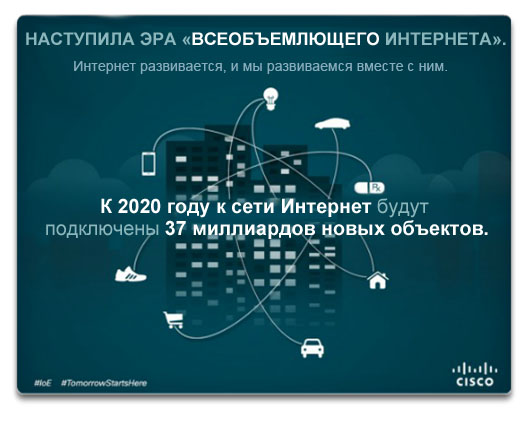 НАСТУПИЛА ЭРА «ВСЕОБЪЕМЛЮЩЕГО ИНТЕРНЕТА».
Интернет развивается, и мы развиваемся вместе с ним.
Rx
К 2020 году к сети Интернет будут
подключены 37 миллиардов новых объектов.
#IoE #TomorrowStartsHere
CISCO